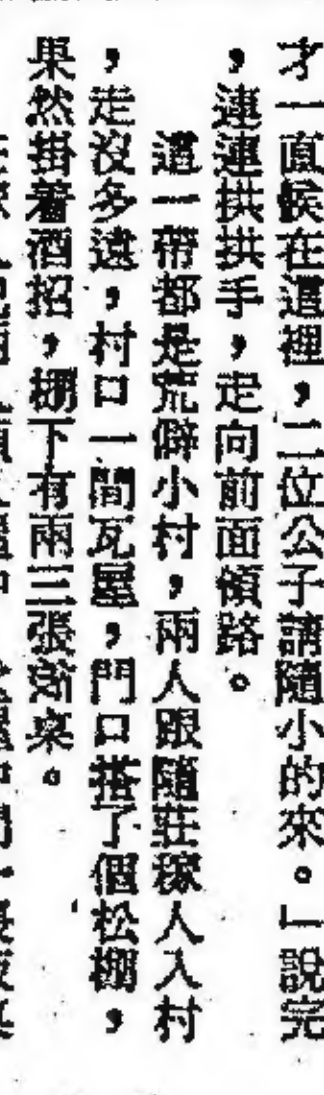 才一直候在這裡，二位公子請隨小的來。」說完
，連連拱拱手，走向前面領路。
這一帶都是荒僻小村，兩人跟隨莊稼人入村
，走沒多遠，村口一間瓦屋，門口搭了個松棚，
果然掛着酒招，棚下有兩三張斑桌。